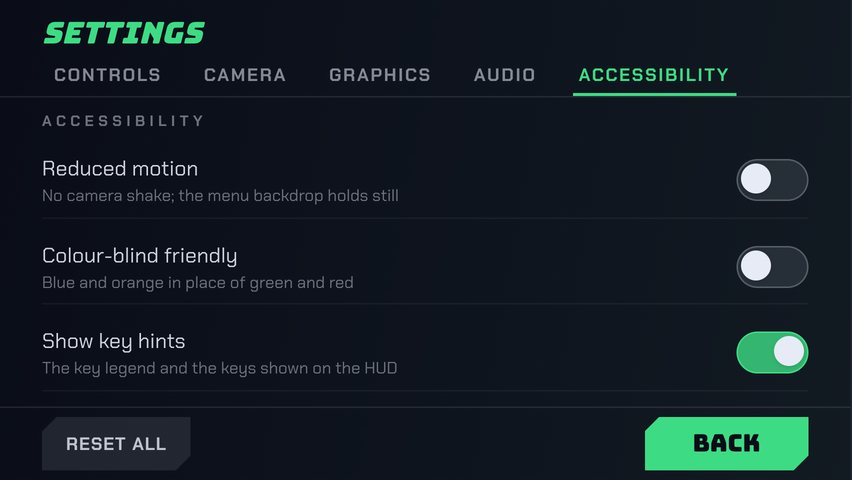 SETTINGS
CONTROLS CAMERA GRAPHICS AUDIO ACCESSIBILITY
ACCESSIBILITY
Reduced motion
No camera shake; the menu backdrop holds still
Colour-blind friendly
Blue and orange in place of green and red
Show key hints
The key legend and the keys shown on the HUD
RESET ALL BACK